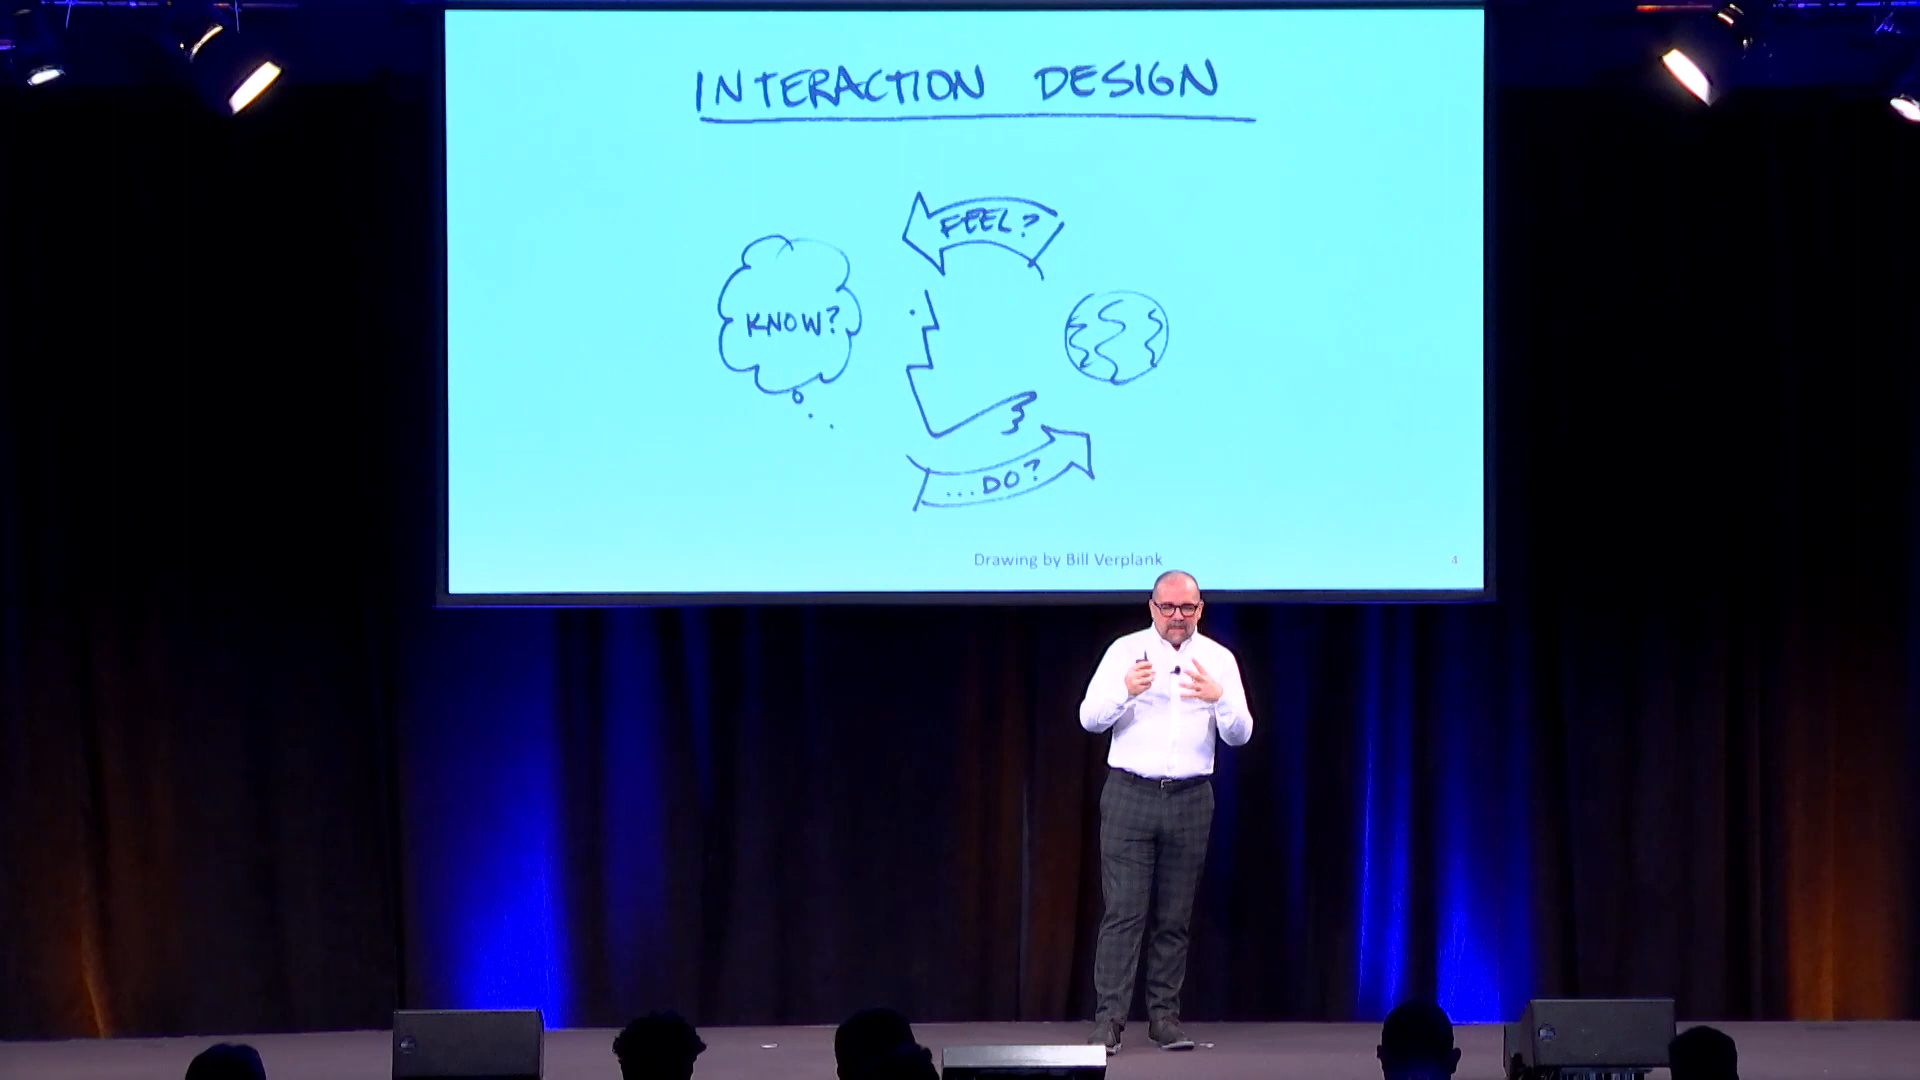 INTERACTION DESIGN
FEEL?
KNOW?
...DO?
Drawing by Bill Verplank
4